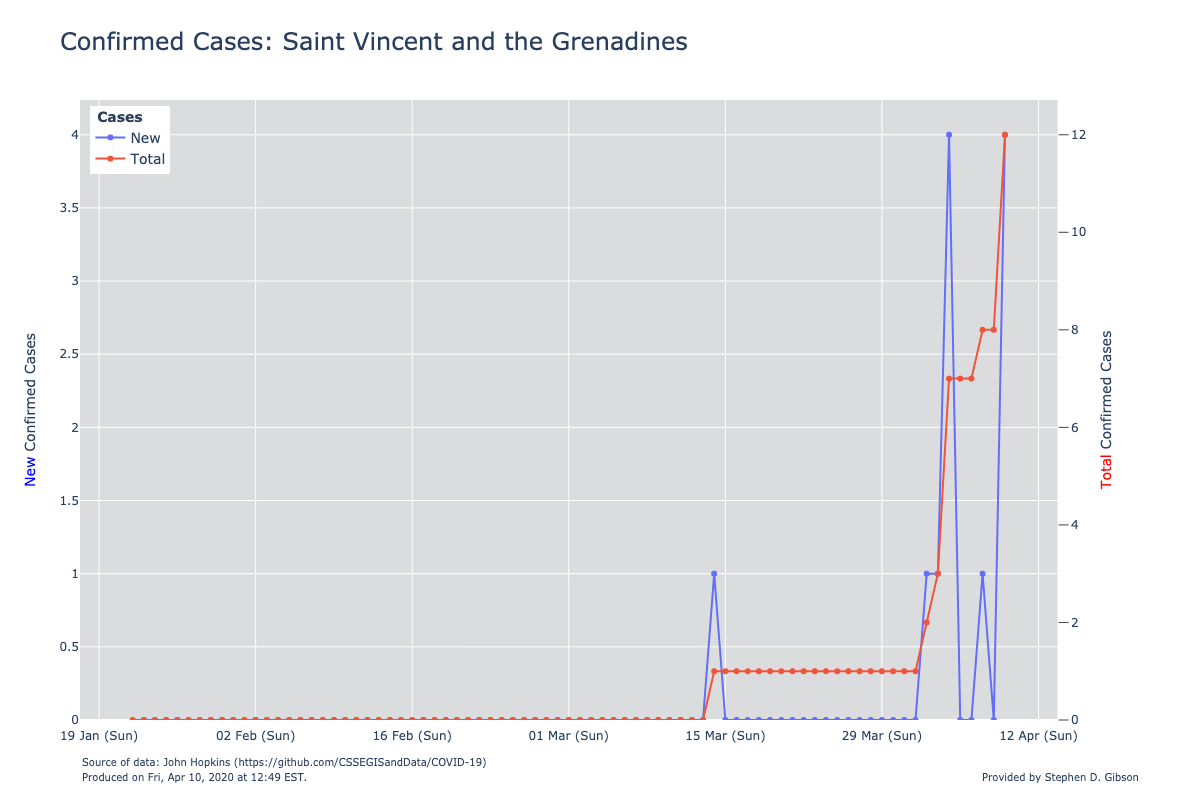 Confirmed Cases: Saint Vincent and the Grenadines
Cases
New
Total
4
3.5
3
2.5
2
1.5
1
0.5
0
New Confirmed Cases
12
10
8
6
4
2
0
Total Confirmed Cases
19 Jan (Sun) 02 Feb (Sun) 16 Feb (Sun) 01 Mar (Sun) 15 Mar (Sun) 29 Mar (Sun) 12 Apr (Sun)
Source of data: John Hopkins (https://github.com/CSSEGISandData/COVID-19)
Produced on Fri, Apr 10, 2020 at 12:49 EST.
Provided by Stephen D. Gibson